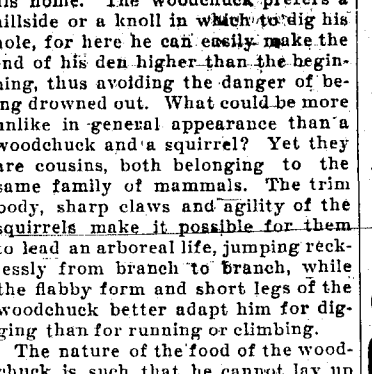 his home. The woodchuck prefers a
hillside or a knoll in which to dig his
hole, for here he can easily make the
end of his den higher than the begin-
ning, thus avoiding the danger of be-
ing drowned out. What could be more
unlike in general appearance than a
woodchuck and a squirrel? Yet they
are cousins, both belonging to the
same family of mammals. The trim
body, sharp claws and agility of the
squirrels make it possible for them
to lead an arboreal life, jumping reck-
lessly from branch to branch, while
the flabby form and short legs of the
woodchuck better adapt him for dig-
ging than for running or climbing.
The nature of the food of the wood-
chuck is such that he cannot lay up